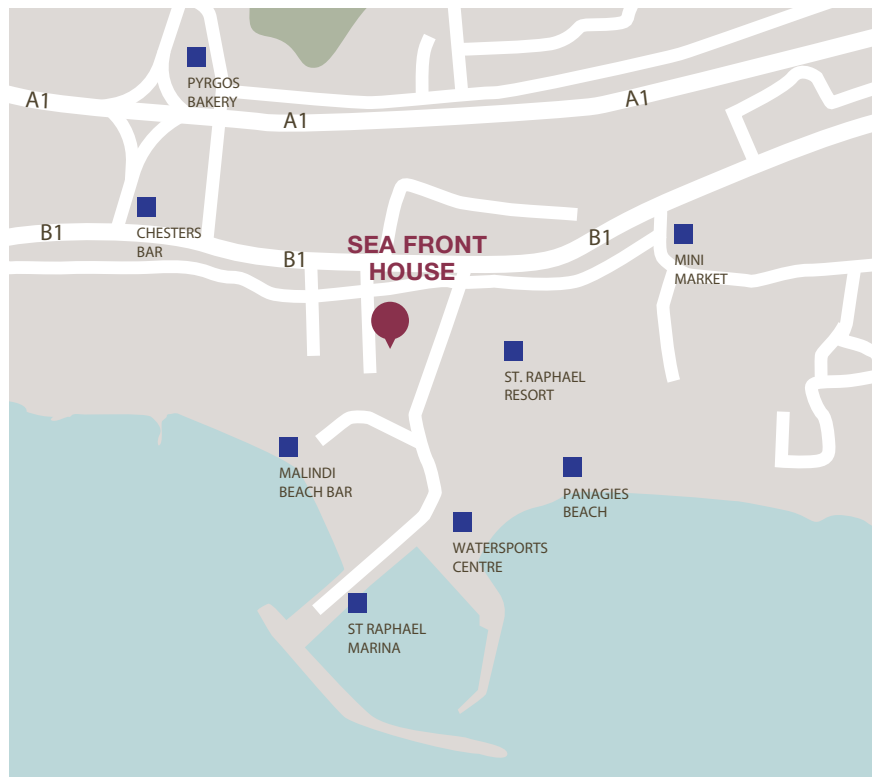 PYRGOS
BAKERY
A1
A1
A1
CHESTERS
BAR
B1
B1
B1
SEA FRONT
HOUSE
MINI
MARKET
ST. RAPHAEL
RESORT
MALINDI
BEACH BAR
PANAGIES
BEACH
WATERSPORTS
CENTRE
ST RAPHAEL
MARINA